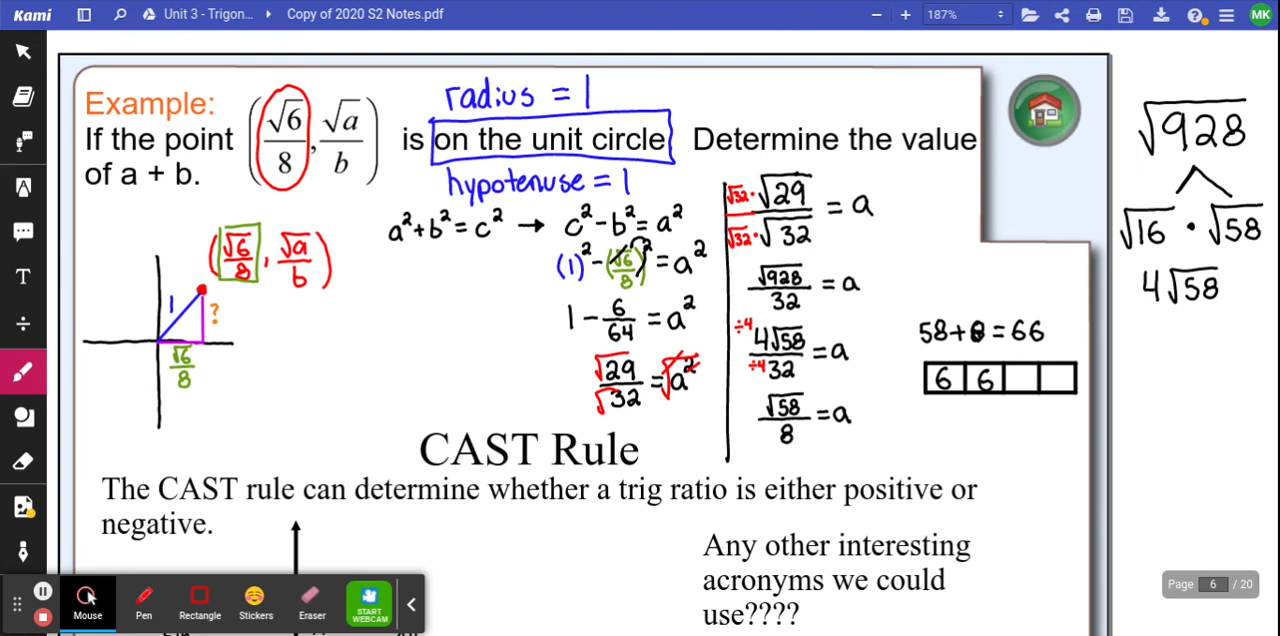 Kami
Unit 3 - Trigon... ▸ Copy of 2020 S2 Notes.pdf
187%
MK
Example:
If the point (√6/8, √a/b) is on the unit circle Determine the value
of a + b.
radius = 1
hypotenuse = 1
(√6/8, √a/b)
1
?
√6/8
a² + b² = c² → c² - b² = a²
(1)² - (√6/8)² = a²
1 - 6/64 = a²
√29/√32 = √a²
√32 · √29 / √32 · √32 = a
√928/32 = a
÷4 4√58 / ÷4 32 = a
√58/8 = a
√928
√16 · √58
4√58
58 + 8 = 66
6 6
CAST Rule
The CAST rule can determine whether a trig ratio is either positive or
negative.
Any other interesting
acronyms we could
use????
Page 6 / 20
Mouse
Pen
Rectangle
Stickers
Eraser
START
WEBCAM